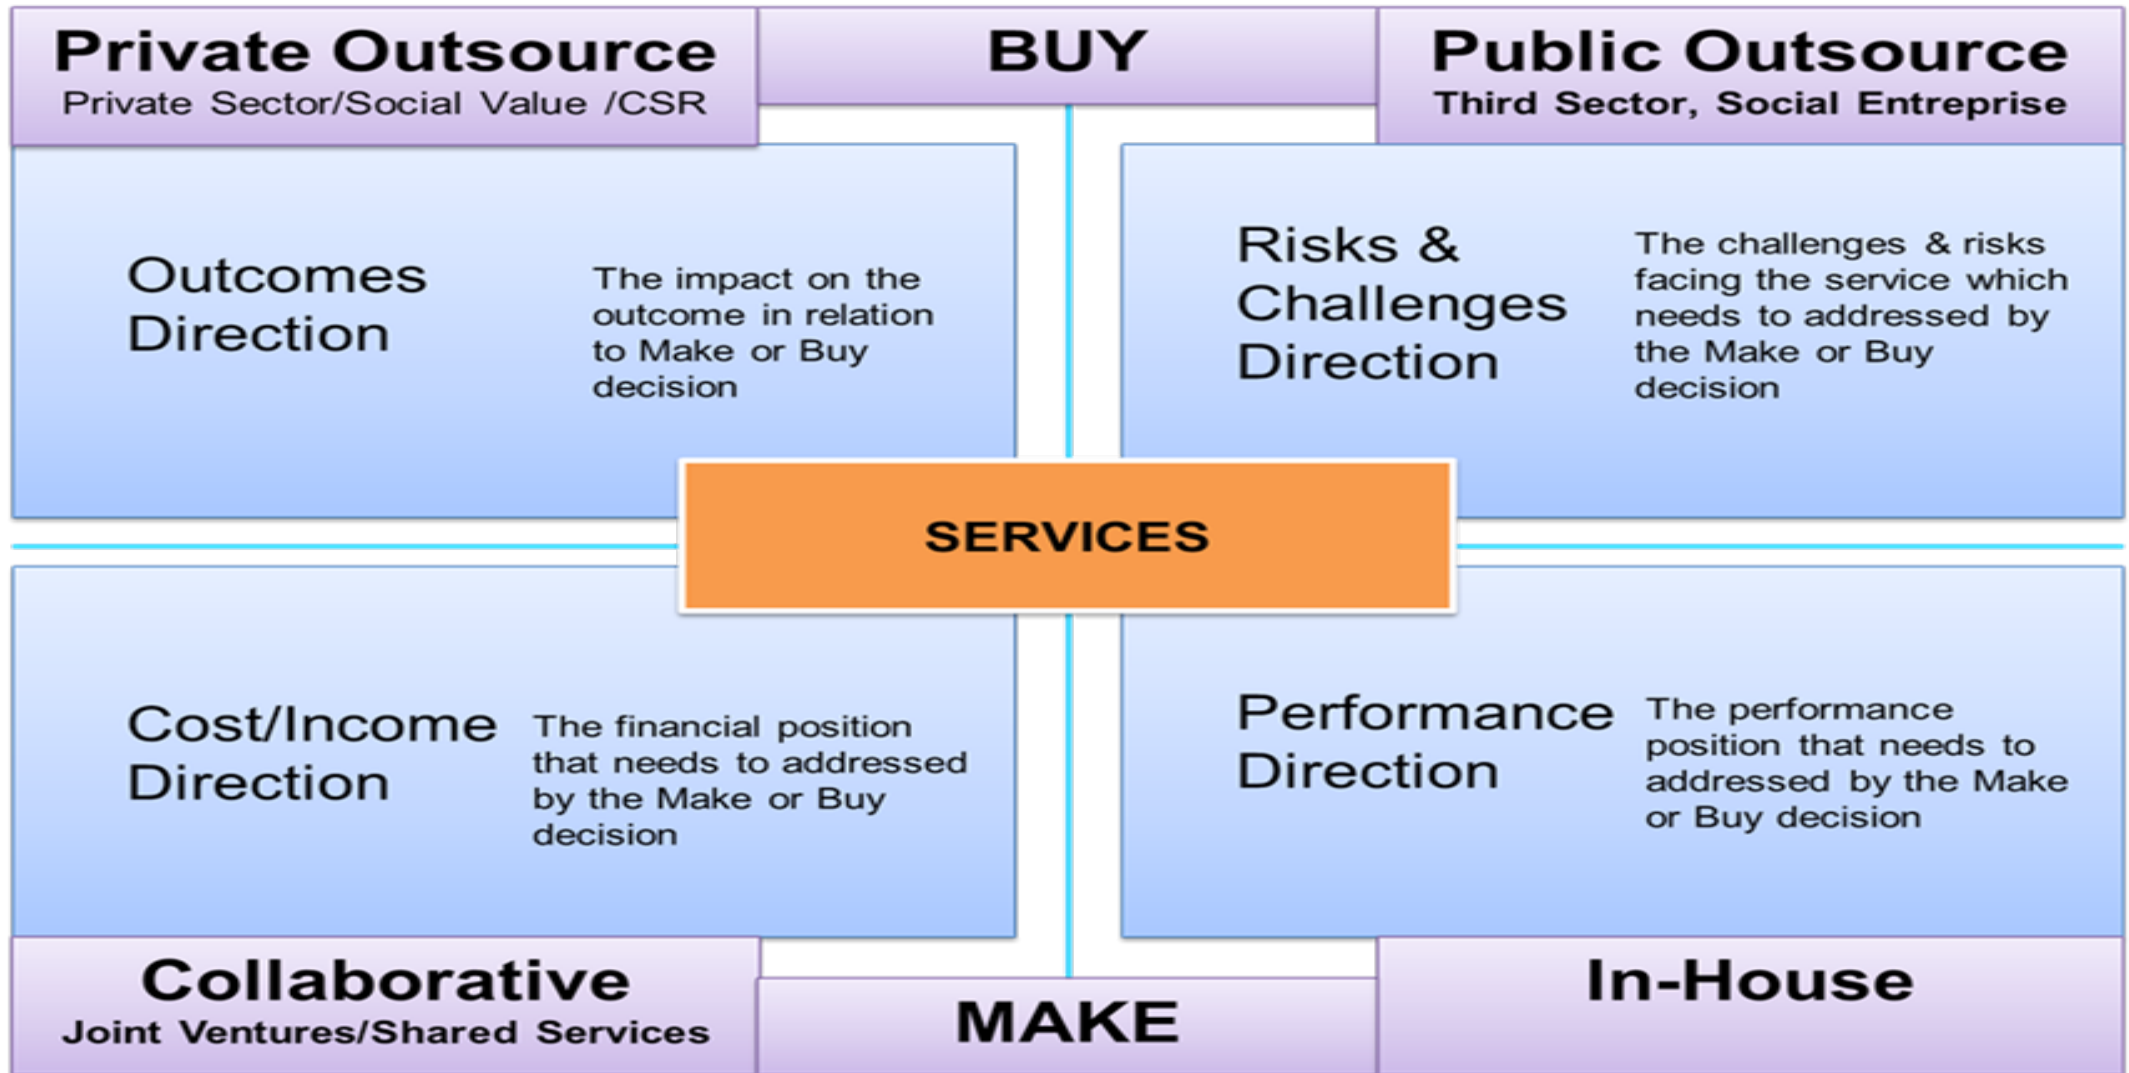 Private Outsource
Private Sector/Social Value /CSR
BUY
Public Outsource
Third Sector, Social Entreprise
Outcomes
Direction
The impact on the
outcome in relation
to Make or Buy
decision
Risks &
Challenges
Direction
The challenges & risks
facing the service which
needs to addressed by
the Make or Buy
decision
SERVICES
Cost/Income
Direction
The financial position
that needs to addressed
by the Make or Buy
decision
Performance
Direction
The performance
position that needs to
addressed by the Make
or Buy decision
Collaborative
Joint Ventures/Shared Services
MAKE
In-House